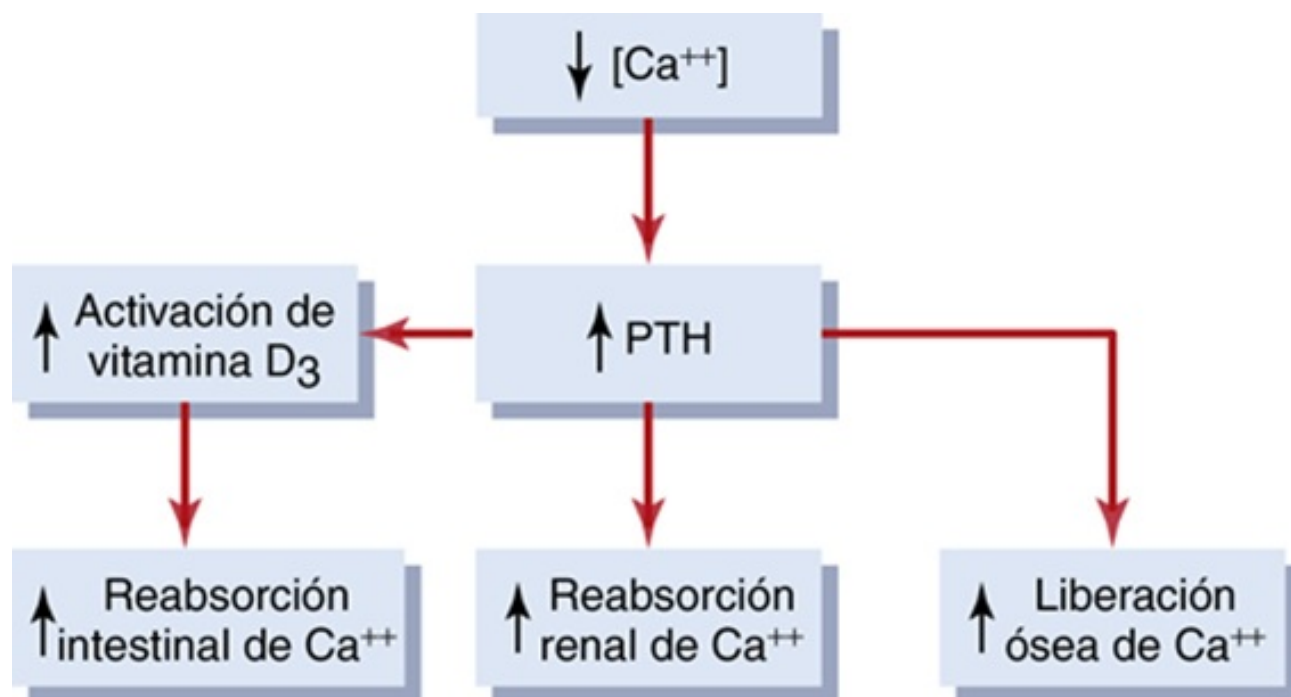 ↓ [Ca⁺⁺]
↑ Activación de
vitamina D₃
↑ PTH
↑ Reabsorción
intestinal de Ca⁺⁺
↑ Reabsorción
renal de Ca⁺⁺
↑ Liberación
ósea de Ca⁺⁺